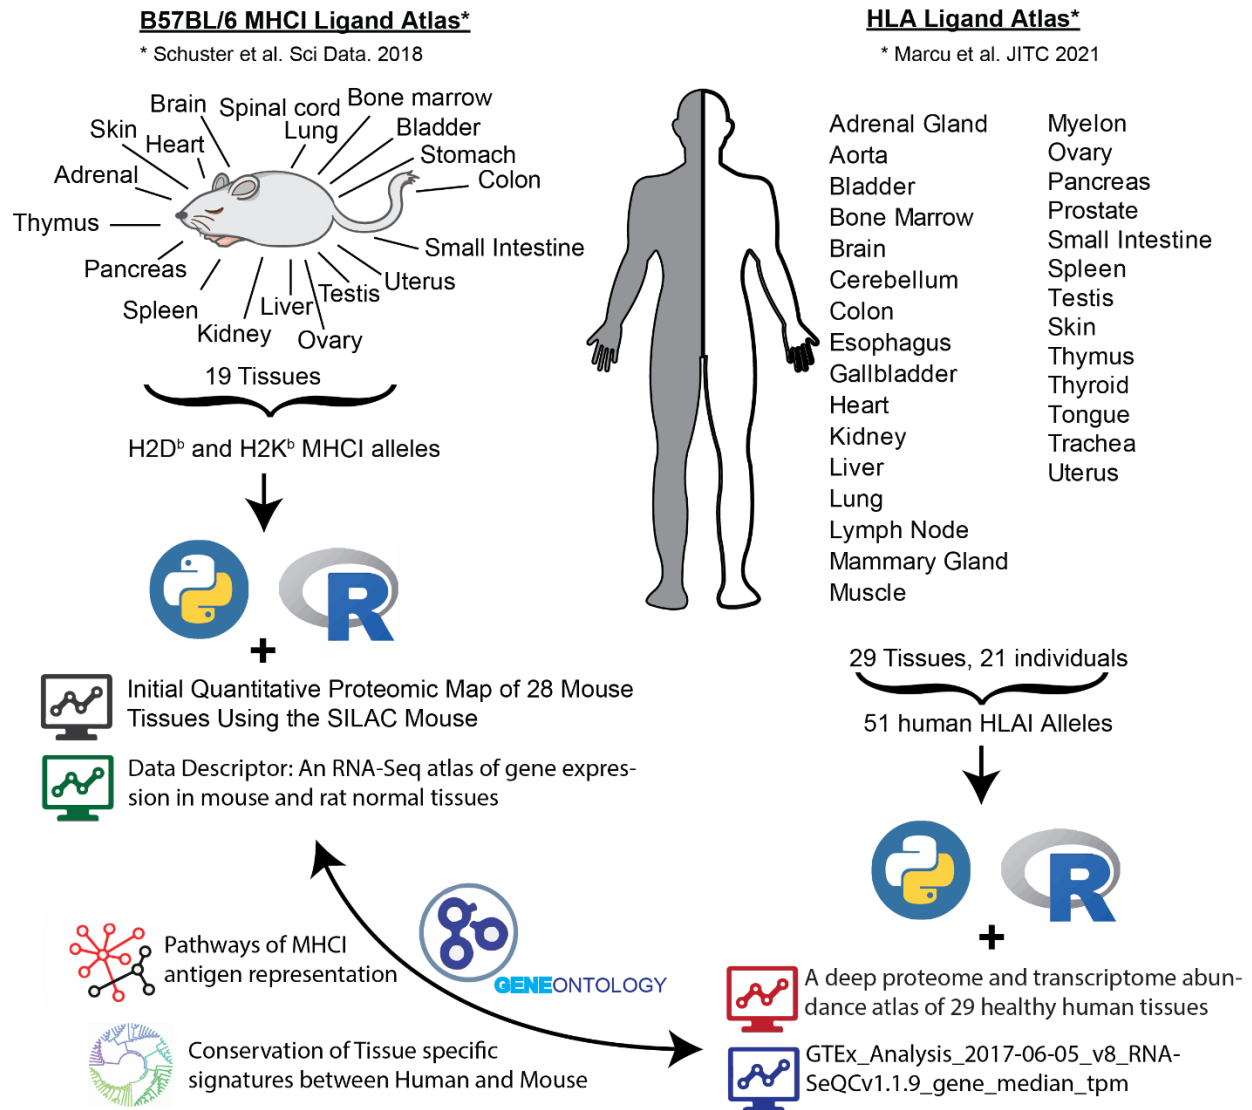 B57BL/6 MHCI Ligand Atlas*
* Schuster et al. Sci Data. 2018
Brain
Spinal cord
Bone marrow
Skin
Heart
Lung
Bladder
Adrenal
Stomach
Colon
Thymus
Small Intestine
Pancreas
Spleen
Kidney
Liver
Testis
Uterus
Ovary
19 Tissues
H2Dᵇ and H2Kᵇ MHCI alleles
R
+
Initial Quantitative Proteomic Map of 28 Mouse
Tissues Using the SILAC Mouse
Data Descriptor: An RNA-Seq atlas of gene expres-
sion in mouse and rat normal tissues
HLA Ligand Atlas*
* Marcu et al. JITC 2021
Adrenal Gland
Aorta
Bladder
Bone Marrow
Brain
Cerebellum
Colon
Esophagus
Gallbladder
Heart
Kidney
Liver
Lung
Lymph Node
Mammary Gland
Muscle
Myelon
Ovary
Pancreas
Prostate
Small Intestine
Spleen
Testis
Skin
Thymus
Thyroid
Tongue
Trachea
Uterus
29 Tissues, 21 individuals
51 human HLAI Alleles
R
+
A deep proteome and transcriptome abun-
dance atlas of 29 healthy human tissues
GTEx_Analysis_2017-06-05_v8_RNA-
SeQCv1.1.9_gene_median_tpm
GENEONTOLOGY
Pathways of MHCI
antigen representation
Conservation of Tissue specific
signatures between Human and Mouse